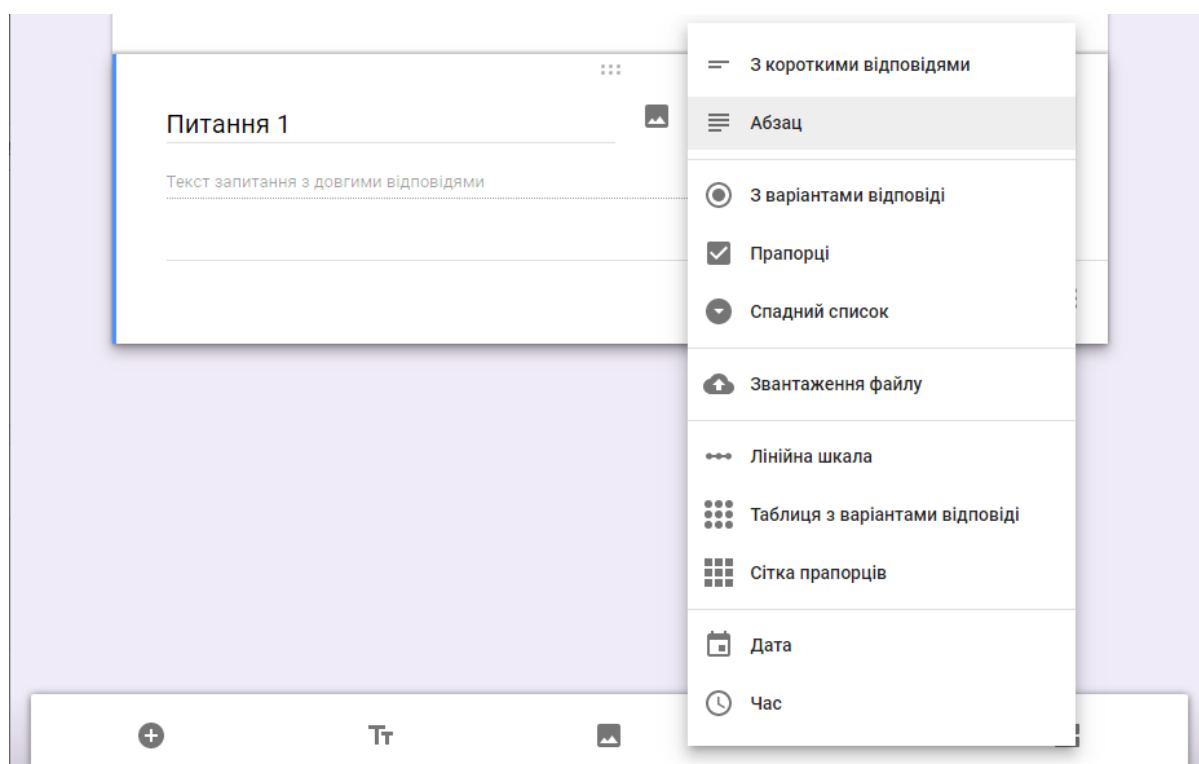 Питання 1
Текст запитання з довгими відповідями
З короткими відповідями
Абзац
З варіантами відповіді
Прапорці
Спадний список
Звантаження файлу
Лінійна шкала
Таблиця з варіантами відповіді
Сітка прапорців
Дата
Час
Тт